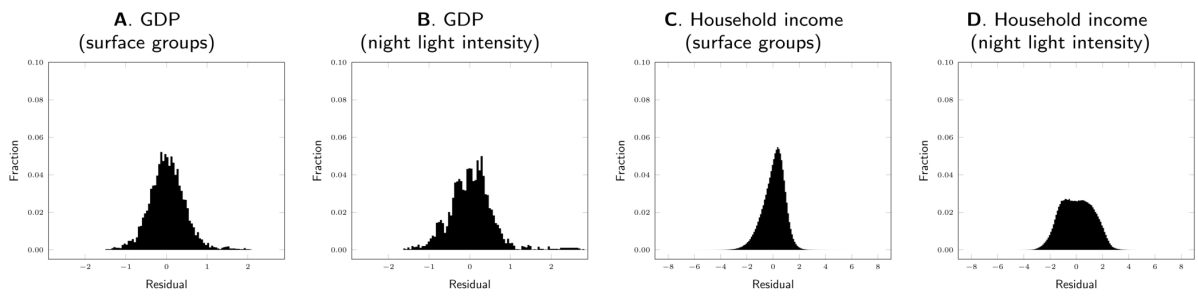 A. GDP
(surface groups)
0.10
0.08
0.06
0.04
0.02
0.00
Fraction
−2 −1 0 1 2
Residual
B. GDP
(night light intensity)
0.10
0.08
0.06
0.04
0.02
0.00
Fraction
−2 −1 0 1 2
Residual
C. Household income
(surface groups)
0.10
0.08
0.06
0.04
0.02
0.00
Fraction
−8 −6 −4 −2 0 2 4 6 8
Residual
D. Household income
(night light intensity)
0.10
0.08
0.06
0.04
0.02
0.00
Fraction
−8 −6 −4 −2 0 2 4 6 8
Residual